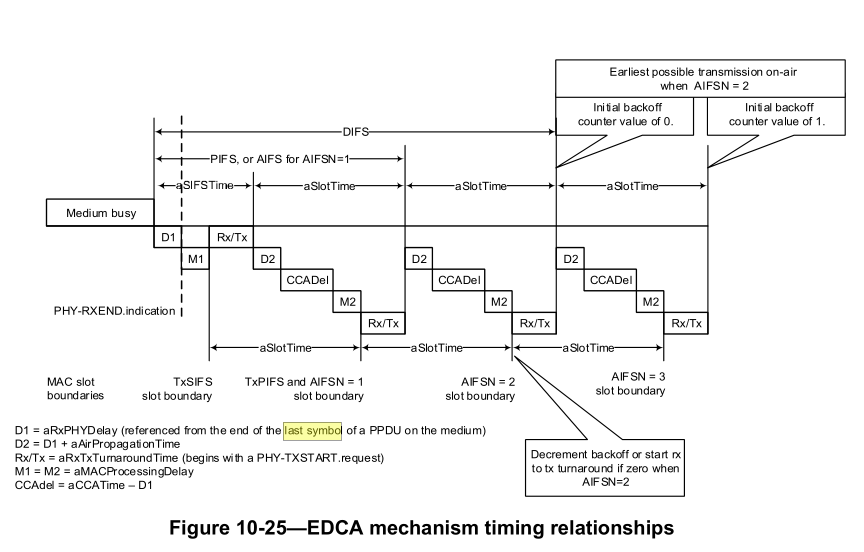 Earliest possible transmission on-air
when AIFSN = 2
Initial backoff
counter value of 0.
Initial backoff
counter value of 1.
DIFS
PIFS, or AIFS for AIFSN=1
aSIFSTime
aSlotTime
aSlotTime
aSlotTime
Medium busy
D1
Rx/Tx
M1
D2
D2
D2
CCADel
CCADel
CCADel
M2
M2
M2
PHY-RXEND.indication
Rx/Tx
Rx/Tx
Rx/Tx
aSlotTime
aSlotTime
aSlotTime
MAC slot
boundaries
TxSIFS
slot boundary
TxPIFS and AIFSN = 1
slot boundary
AIFSN = 2
slot boundary
AIFSN = 3
slot boundary
D1 = aRxPHYDelay (referenced from the end of the last symbol of a PPDU on the medium)
D2 = D1 + aAirPropagationTime
Rx/Tx = aRxTxTurnaroundTime (begins with a PHY-TXSTART.request)
M1 = M2 = aMACProcessingDelay
CCAdel = aCCATime – D1
Decrement backoff or start rx
to tx turnaround if zero when
AIFSN=2
Figure 10-25—EDCA mechanism timing relationships